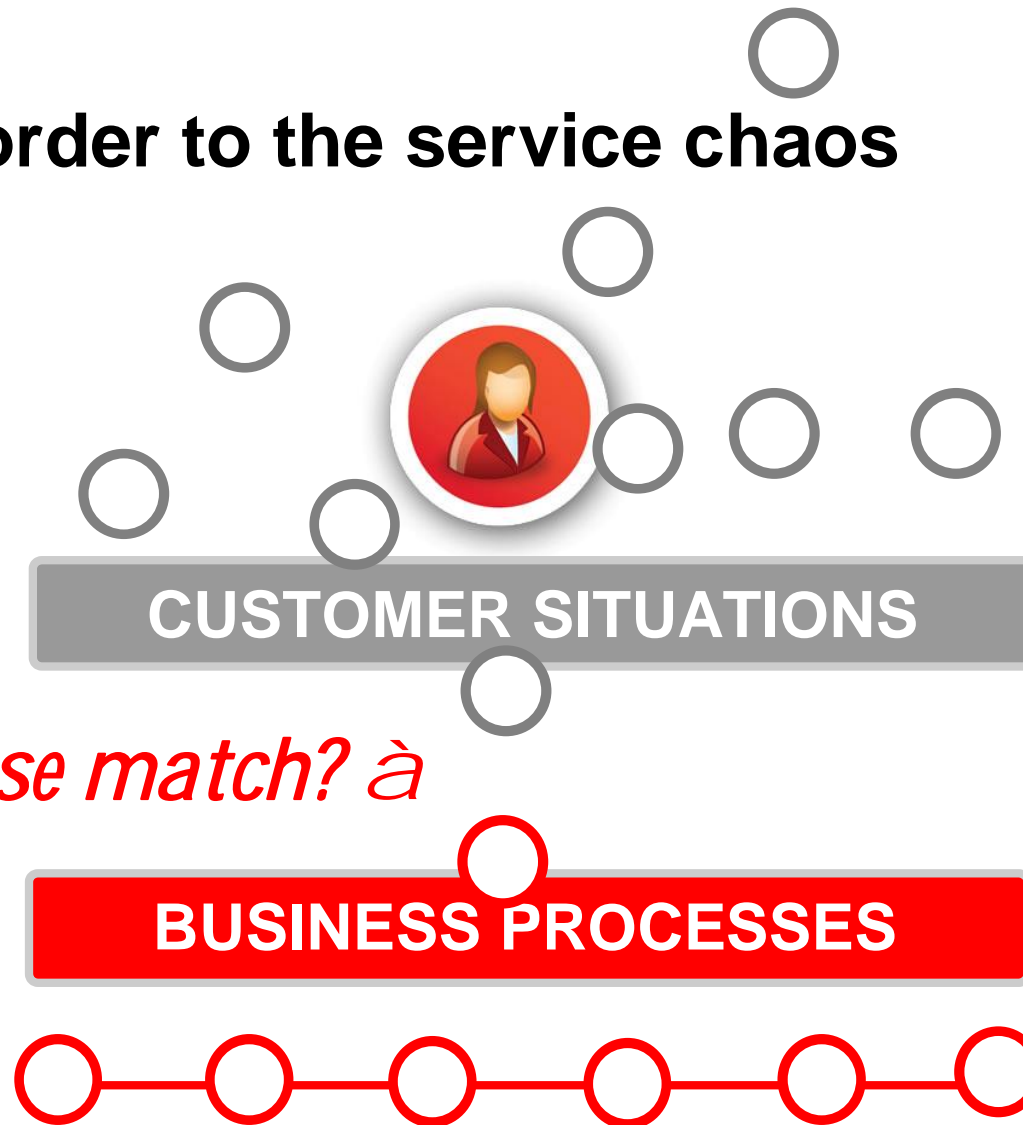 order to the service chaos
CUSTOMER SITUATIONS
se match? à
BUSINESS PROCESSES